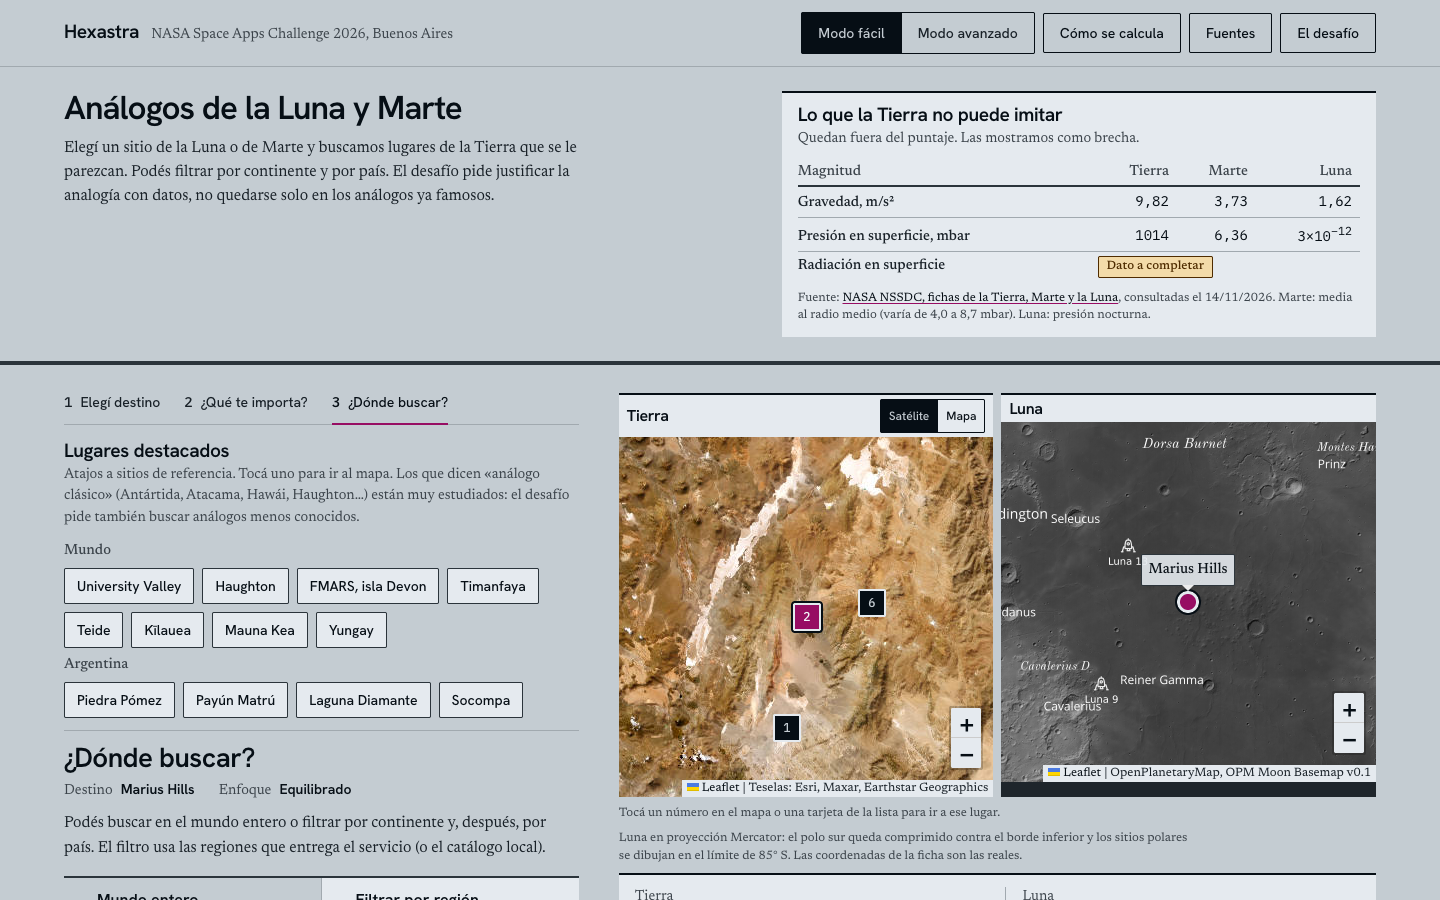 Hexastra NASA Space Apps Challenge 2026, Buenos Aires
Modo fácil Modo avanzado Cómo se calcula Fuentes El desafío
Análogos de la Luna y Marte
Elegí un sitio de la Luna o de Marte y buscamos lugares de la Tierra que se le
parezcan. Podés filtrar por continente y por país. El desafío pide justificar la
analogía con datos, no quedarse solo en los análogos ya famosos.
Lo que la Tierra no puede imitar
Quedan fuera del puntaje. Las mostramos como brecha.
Magnitud Tierra Marte Luna
Gravedad, m/s² 9,82 3,73 1,62
Presión en superficie, mbar 1014 6,36 3×10⁻¹²
Radiación en superficie Dato a completar
Fuente: NASA NSSDC, fichas de la Tierra, Marte y la Luna, consultadas el 14/11/2026. Marte: media
al radio medio (varía de 4,0 a 8,7 mbar). Luna: presión nocturna.
1 Elegí destino 2 ¿Qué te importa? 3 ¿Dónde buscar?
Lugares destacados
Atajos a sitios de referencia. Tocá uno para ir al mapa. Los que dicen «análogo
clásico» (Antártida, Atacama, Hawái, Haughton…) están muy estudiados: el desafío
pide también buscar análogos menos conocidos.
Mundo
University Valley Haughton FMARS, isla Devon Timanfaya
Teide Kīlauea Mauna Kea Yungay
Argentina
Piedra Pómez Payún Matrú Laguna Diamante Socompa
¿Dónde buscar?
Destino Marius Hills Enfoque Equilibrado
Podés buscar en el mundo entero o filtrar por continente y, después, por
país. El filtro usa las regiones que entrega el servicio (o el catálogo local).
Mundo entero Filtrar por región
Tierra Satélite Mapa
2
6
1
+
−
Leaflet | Teselas: Esri, Maxar, Earthstar Geographics
Luna
Dorsa Burnet
Montes Ha
Prinz
dington Seleucus
Luna 1
Marius Hills
danus
Cavalerius D
Reiner Gamma
Luna 9
Cavalerius
+
−
Leaflet | OpenPlanetaryMap, OPM Moon Basemap v0.1
Tocá un número en el mapa o una tarjeta de la lista para ir a ese lugar.
Luna en proyección Mercator: el polo sur queda comprimido contra el borde inferior y los sitios polares
se dibujan en el límite de 85° S. Las coordenadas de la ficha son las reales.
Tierra Luna